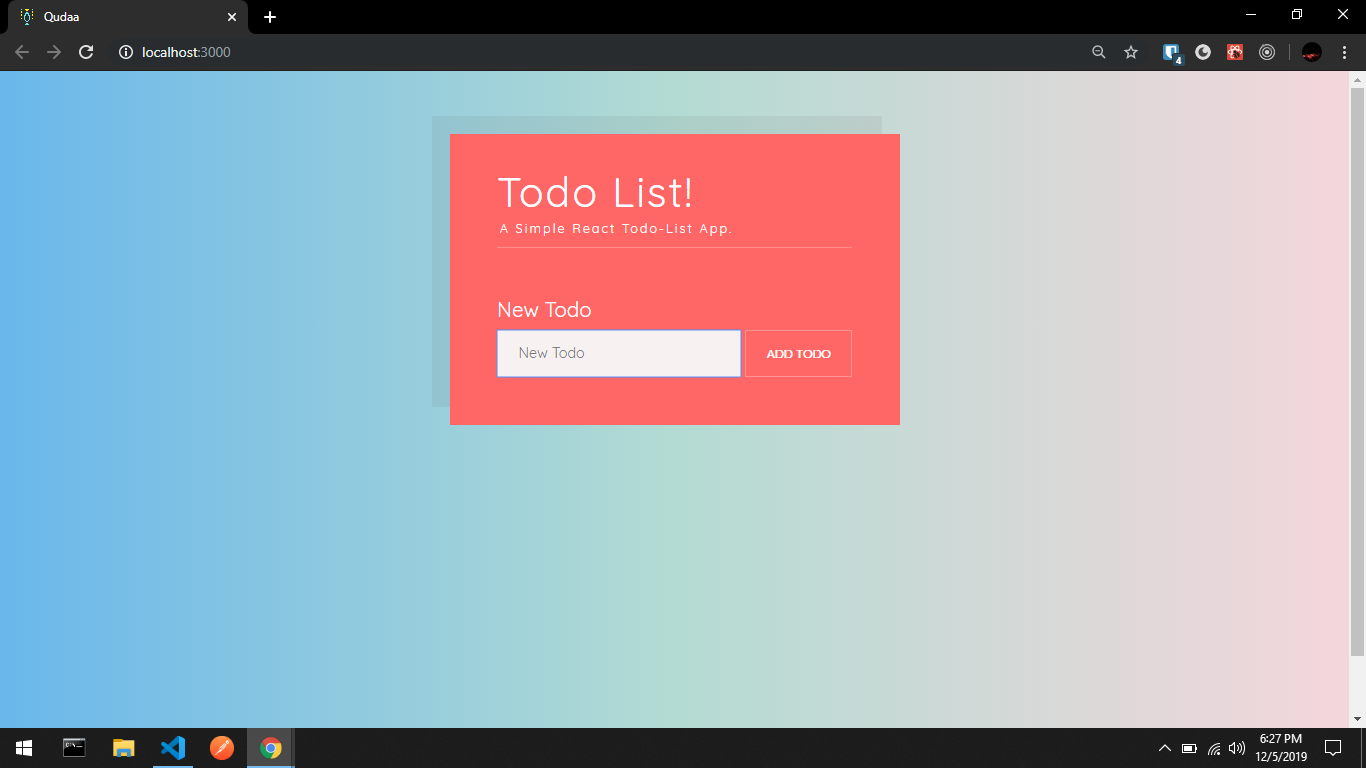 Qudaa
localhost:3000
4
Todo List!
A Simple React Todo-List App.
New Todo
New Todo
ADD TODO
6:27 PM
12/5/2019